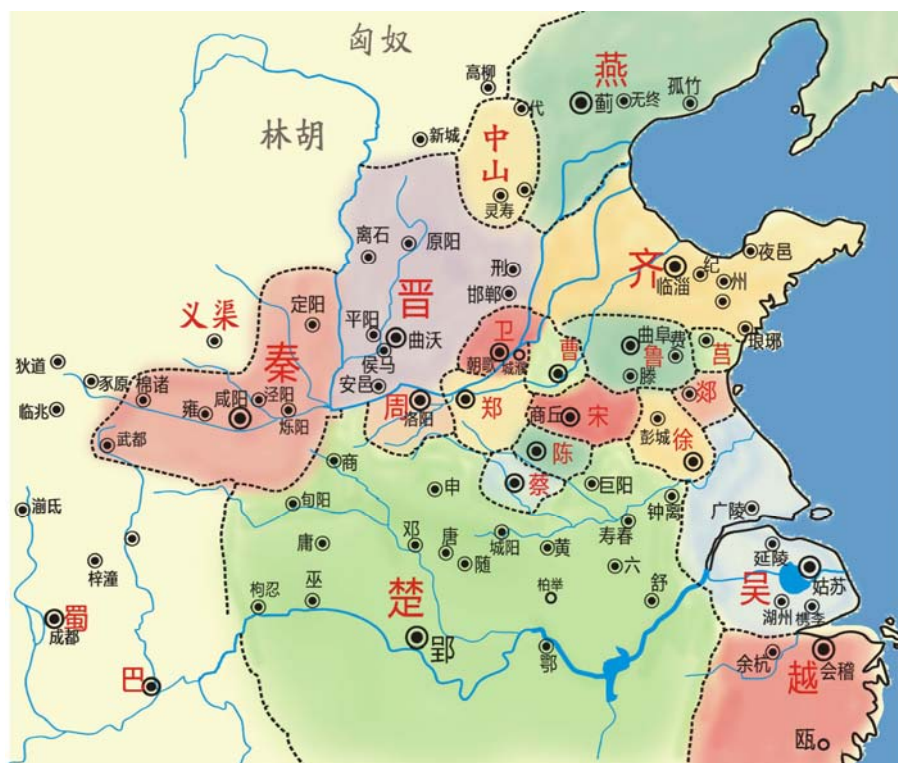 匈奴
燕
高柳
孤竹
代
蓟
无终
林胡
新城
中山
灵寿
离石
原阳
邢
夜邑
齐
纪
临淄
州
邯郸
晋
义渠
定阳
平阳
曲沃
卫
曹
曲阜
费
鲁
莒
琅琊
秦
侯马
朝歌
城濮
狄道
安邑
滕
豕原
棉诸
泾阳
郯
咸阳
周
郑
商丘
宋
临兆
雍
栎阳
洛阳
彭城
徐
武都
陈
商
蔡
巨阳
申
钟离
旬阳
广陵
湔氐
寿春
庸
邓
唐
城阳
黄
延陵
梓潼
随
六
姑苏
枸忍
巫
楚
柏举
舒
吴
湖州
槜李
蜀
成都
郢
鄂
余杭
越
会稽
巴
瓯